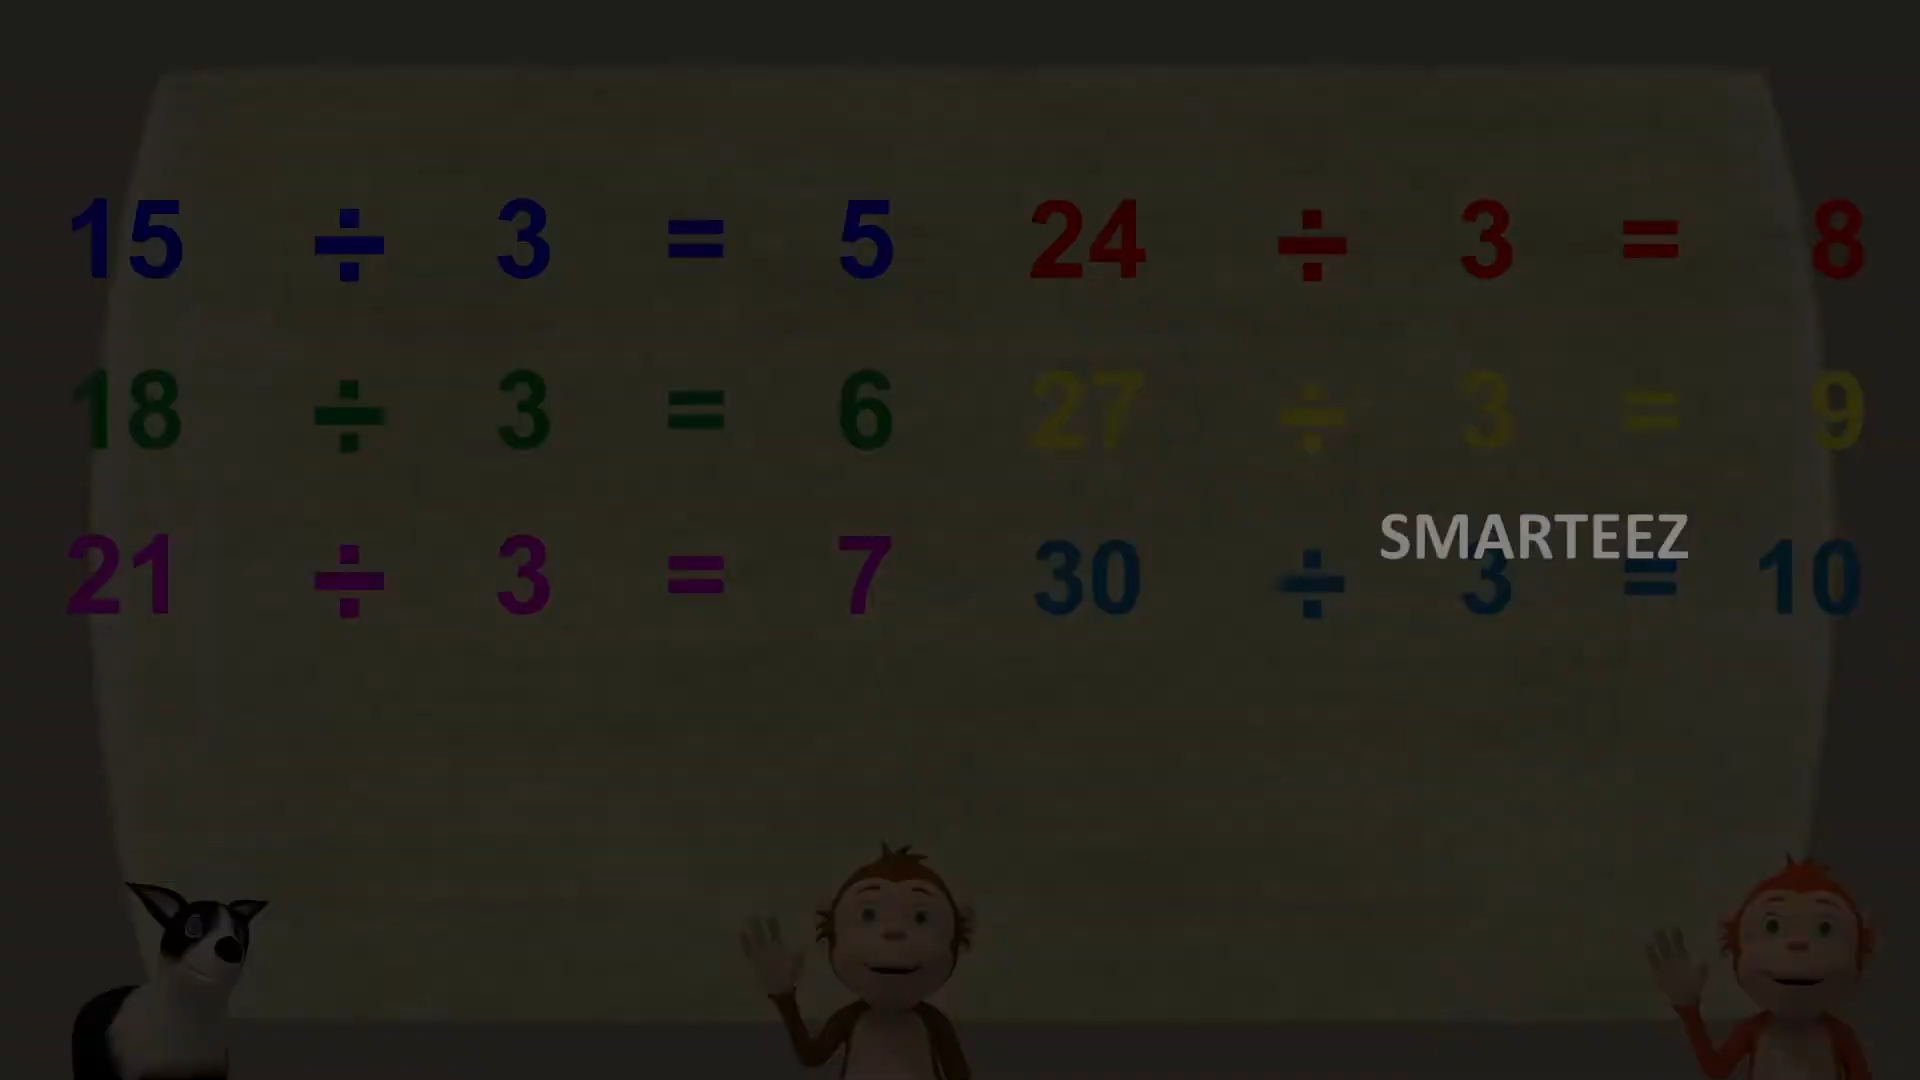 15 ÷ 3 = 5
18 ÷ 3 = 6
21 ÷ 3 = 7
24 ÷ 3 = 8
27 ÷ 3 = 9
30 ÷ 3 = 10
SMARTEEZ